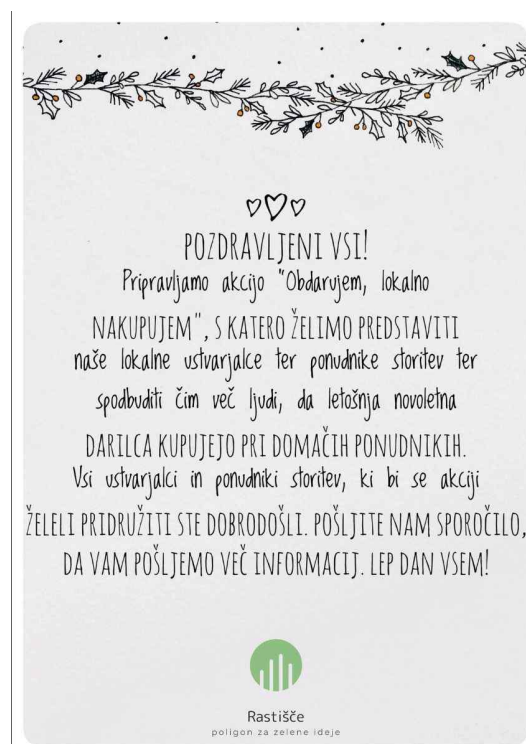 POZDRAVLJENI VSI!
Pripravljamo akcijo "Obdarujem, lokalno
NAKUPUJEM", S KATERO ŽELIMO PREDSTAVITI
naše lokalne ustvarjalce ter ponudnike storitev ter
spodbuditi čim več ljudi, da letošnja novoletna
DARILCA KUPUJEJO PRI DOMAČIH PONUDNIKIH.
Vsi ustvarjalci in ponudniki storitev, ki bi se akciji
ŽELELI PRIDRUŽITI STE DOBRODOŠLI. POŠLJITE NAM SPOROČILO,
DA VAM POŠLJEMO VEČ INFORMACIJ. LEP DAN VSEM!
Rastišče
poligon za zelene ideje